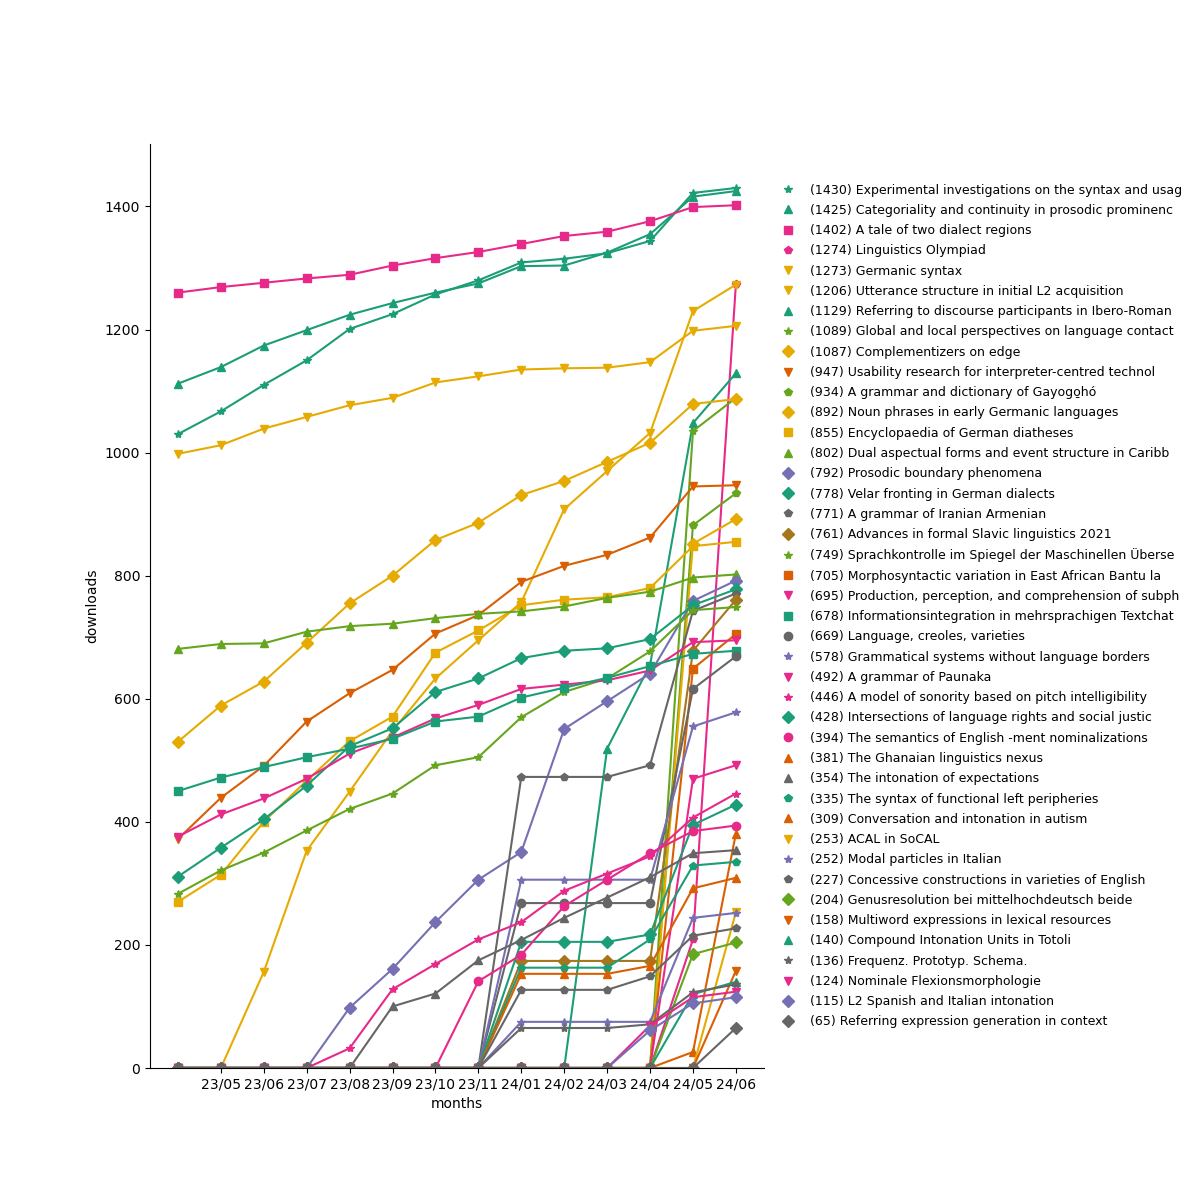 1400
1200
1000
800
600
400
200
0
downloads
23/05 23/06 23/07 23/08 23/09 23/10 23/11 24/01 24/02 24/03 24/04 24/05 24/06
months
(1430) Experimental investigations on the syntax and usag
(1425) Categoriality and continuity in prosodic prominenc
(1402) A tale of two dialect regions
(1274) Linguistics Olympiad
(1273) Germanic syntax
(1206) Utterance structure in initial L2 acquisition
(1129) Referring to discourse participants in Ibero-Roman
(1089) Global and local perspectives on language contact
(1087) Complementizers on edge
(947) Usability research for interpreter-centred technol
(934) A grammar and dictionary of Gayogo̱hó
(892) Noun phrases in early Germanic languages
(855) Encyclopaedia of German diatheses
(802) Dual aspectual forms and event structure in Caribb
(792) Prosodic boundary phenomena
(778) Velar fronting in German dialects
(771) A grammar of Iranian Armenian
(761) Advances in formal Slavic linguistics 2021
(749) Sprachkontrolle im Spiegel der Maschinellen Überse
(705) Morphosyntactic variation in East African Bantu la
(695) Production, perception, and comprehension of subph
(678) Informationsintegration in mehrsprachigen Textchat
(669) Language, creoles, varieties
(578) Grammatical systems without language borders
(492) A grammar of Paunaka
(446) A model of sonority based on pitch intelligibility
(428) Intersections of language rights and social justic
(394) The semantics of English -ment nominalizations
(381) The Ghanaian linguistics nexus
(354) The intonation of expectations
(335) The syntax of functional left peripheries
(309) Conversation and intonation in autism
(253) ACAL in SoCAL
(252) Modal particles in Italian
(227) Concessive constructions in varieties of English
(204) Genusresolution bei mittelhochdeutsch beide
(158) Multiword expressions in lexical resources
(140) Compound Intonation Units in Totoli
(136) Frequenz. Prototyp. Schema.
(124) Nominale Flexionsmorphologie
(115) L2 Spanish and Italian intonation
(65) Referring expression generation in context